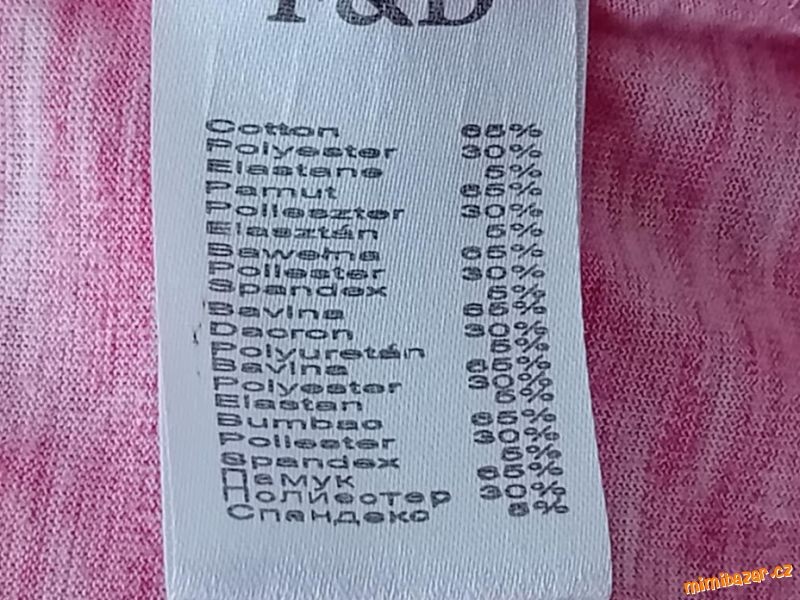 F&D
Cotton 65%
Polyester 30%
Elastane 5%
Pamut 65%
Poliészter 30%
Elasztán 5%
Bawełna 65%
Poliester 30%
Spandex 5%
Bavlna 65%
Dacron 30%
Polyuretán 5%
Bavlna 65%
Polyester 30%
Elastan 5%
Bumbac 65%
Poliester 30%
Spandex 5%
Памук 65%
Полиестер 30%
Спандекс 5%
mimibazar.cz